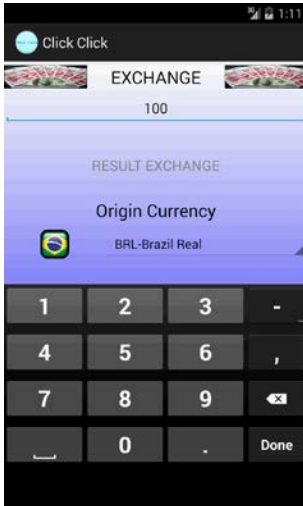 3G 1:11
Click Click
EXCHANGE
100
RESULT EXCHANGE
Origin Currency
BRL-Brazil Real
1 2 3 -
4 5 6 ,
7 8 9
0 . Done